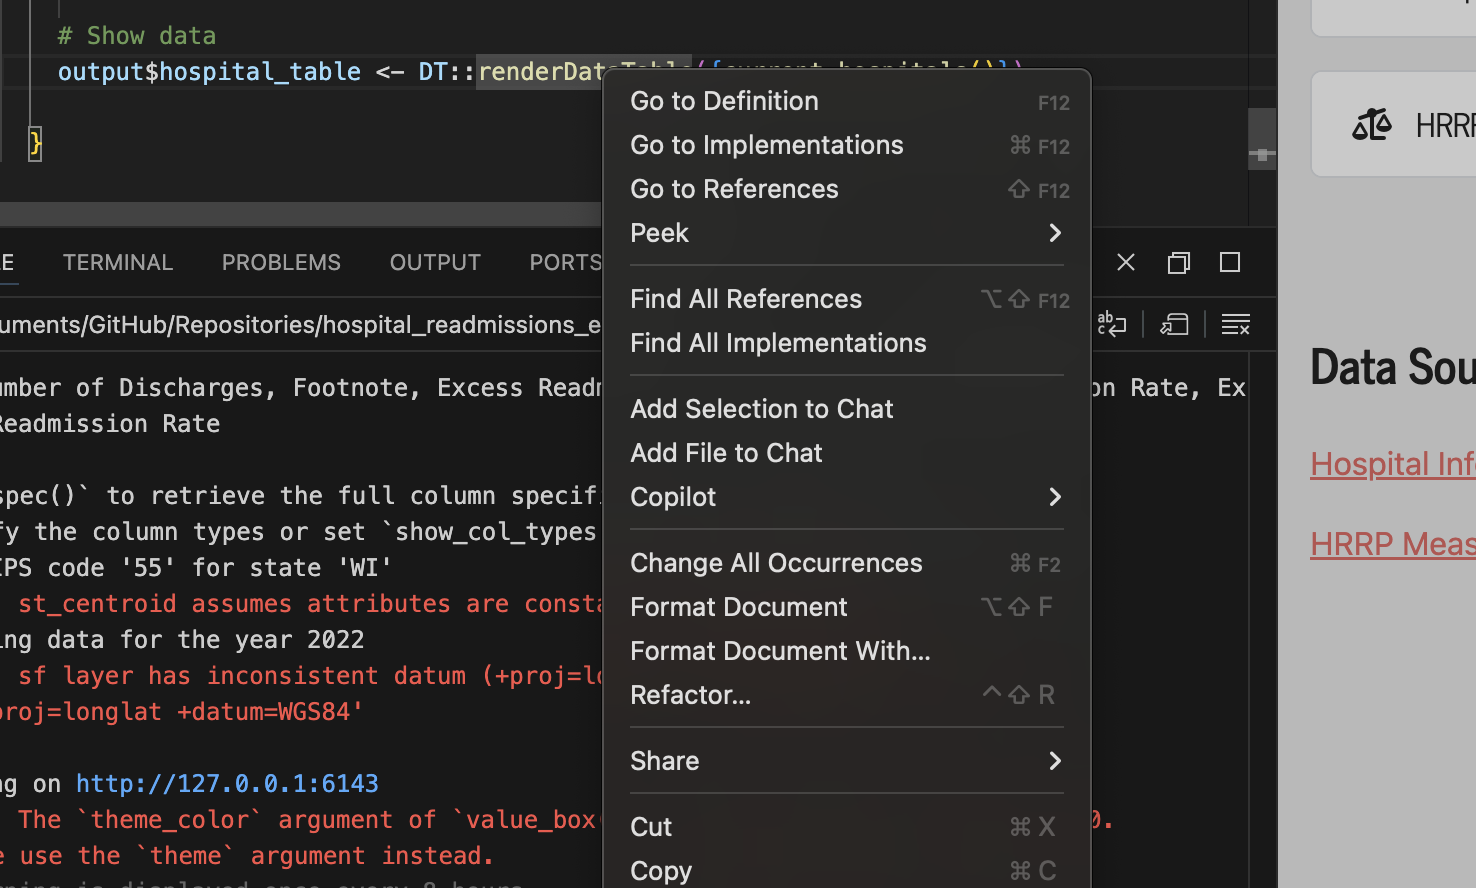 # Show data
output$hospital_table <- DT::renderDataTable({current_hospitals()})
}
HRRP
E
TERMINAL
PROBLEMS
OUTPUT
PORTS
uments/GitHub/Repositories/hospital_readmissions_e
umber of Discharges, Footnote, Excess Readm
on Rate, Ex
Readmission Rate
spec()` to retrieve the full column specifi
fy the column types or set `show_col_types
IPS code '55' for state 'WI'
st_centroid assumes attributes are consta
ing data for the year 2022
sf layer has inconsistent datum (+proj=lo
proj=longlat +datum=WGS84'
ng on http://127.0.0.1:6143
The `theme_color` argument of `value_box(
0.
e use the `theme` argument instead.
Go to Definition F12
Go to Implementations ⌘ F12
Go to References ⇧ F12
Peek
Find All References ⌥⇧ F12
Find All Implementations
Add Selection to Chat
Add File to Chat
Copilot
Change All Occurrences ⌘ F2
Format Document ⌥⇧ F
Format Document With...
Refactor... ^⇧ R
Share
Cut ⌘ X
Copy ⌘ C
Data Sou
Hospital Inf
HRRP Meas